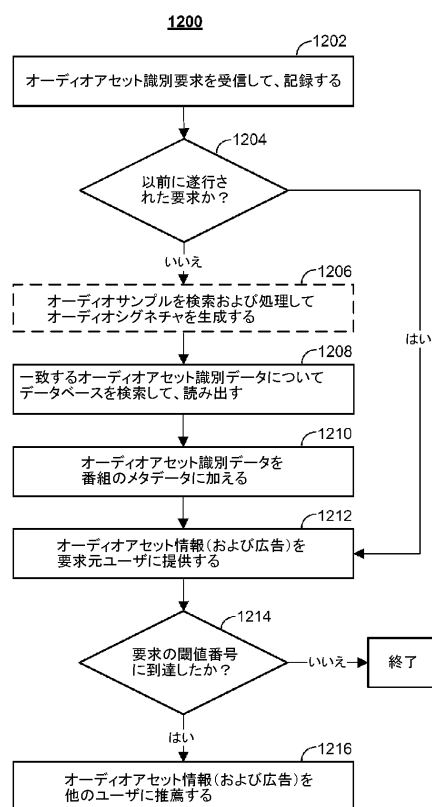 1200
1202
オーディオアセット識別要求を受信して、記録する
1204
以前に遂行さ
れた要求か？
いいえ
はい
1206
オーディオサンプルを検索および処理して
オーディオシグネチャを生成する
1208
一致するオーディオアセット識別データについて
データベースを検索して、読み出す
1210
オーディオアセット識別データを
番組のメタデータに加える
1212
オーディオアセット情報（および広告）を
要求元ユーザに提供する
1214
要求の閾値番号
に到達したか？
いいえ
終了
はい
1216
オーディオアセット情報（および広告）を
他のユーザに推薦する